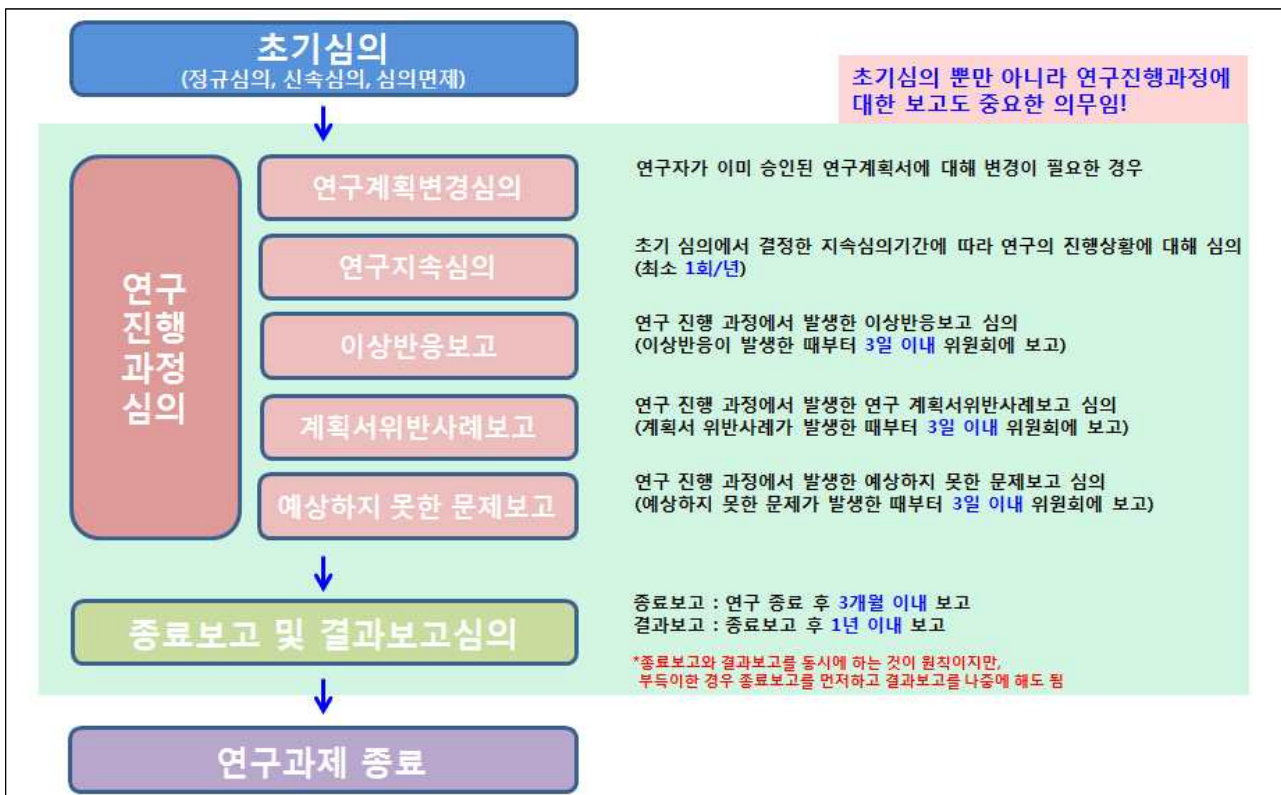 초기심의
(정규심의, 신속심의, 심의면제)
초기심의 뿐만 아니라 연구진행과정에
대한 보고도 중요한 의무임!
연구
진행
과정
심의
연구계획변경심의
연구자가 이미 승인된 연구계획서에 대해 변경이 필요한 경우
연구지속심의
초기 심의에서 결정한 지속심의기간에 따라 연구의 진행상황에 대해 심의
(최소 1회/년)
이상반응보고
연구 진행 과정에서 발생한 이상반응보고 심의
(이상반응이 발생한 때부터 3일 이내 위원회에 보고)
계획서위반사례보고
연구 진행 과정에서 발생한 연구 계획서위반사례보고 심의
(계획서 위반사례가 발생한 때부터 3일 이내 위원회에 보고)
예상하지 못한 문제보고
연구 진행 과정에서 발생한 예상하지 못한 문제보고 심의
(예상하지 못한 문제가 발생한 때부터 3일 이내 위원회에 보고)
종료보고 및 결과보고심의
종료보고 : 연구 종료 후 3개월 이내 보고
결과보고 : 종료보고 후 1년 이내 보고
*종료보고와 결과보고를 동시에 하는 것이 원칙이지만,
부득이한 경우 종료보고를 먼저하고 결과보고를 나중에 해도 됨
연구과제 종료